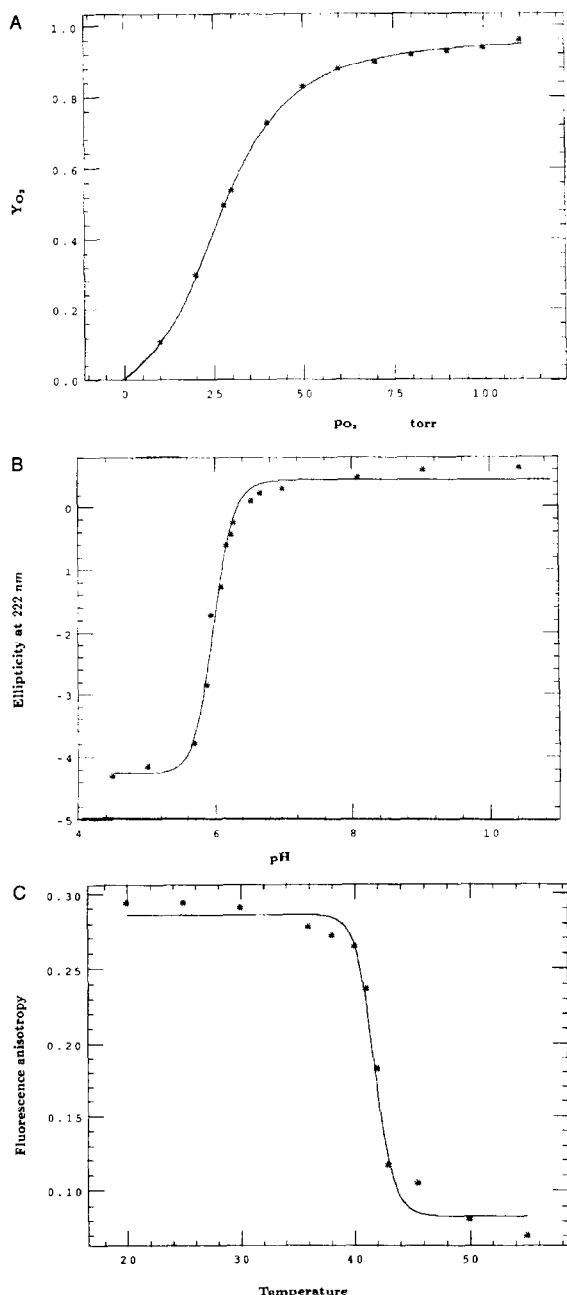 A
1.0
0.8
0.6
0.4
0.2
0.0
YO₂
0 25 50 75 100
pO₂ torr
B
0
1
-2
-3
-4
-5
Ellipticity at 222 nm
4 6 8 10
pH
C
0.30
0.25
0.20
0.15
0.10
Fluorescence anisotropy
20 30 40 50
Temperature